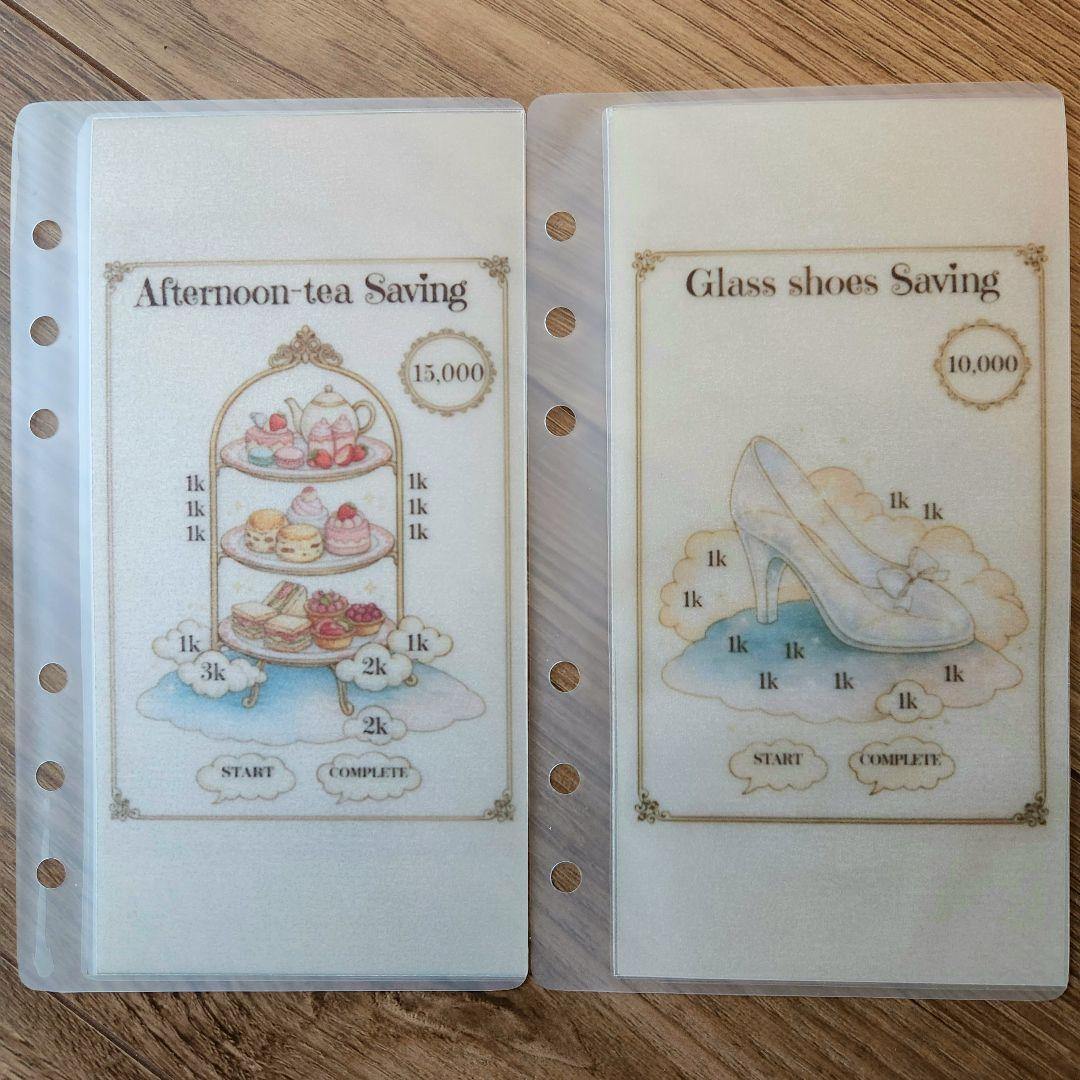 Afternoon-tea Saving
15,000
1k 1k
1k 1k
1k 1k
1k 1k
3k 2k
2k
START COMPLETE
Glass shoes Saving
10,000
1k 1k
1k
1k
1k 1k
1k 1k 1k
1k
START COMPLETE